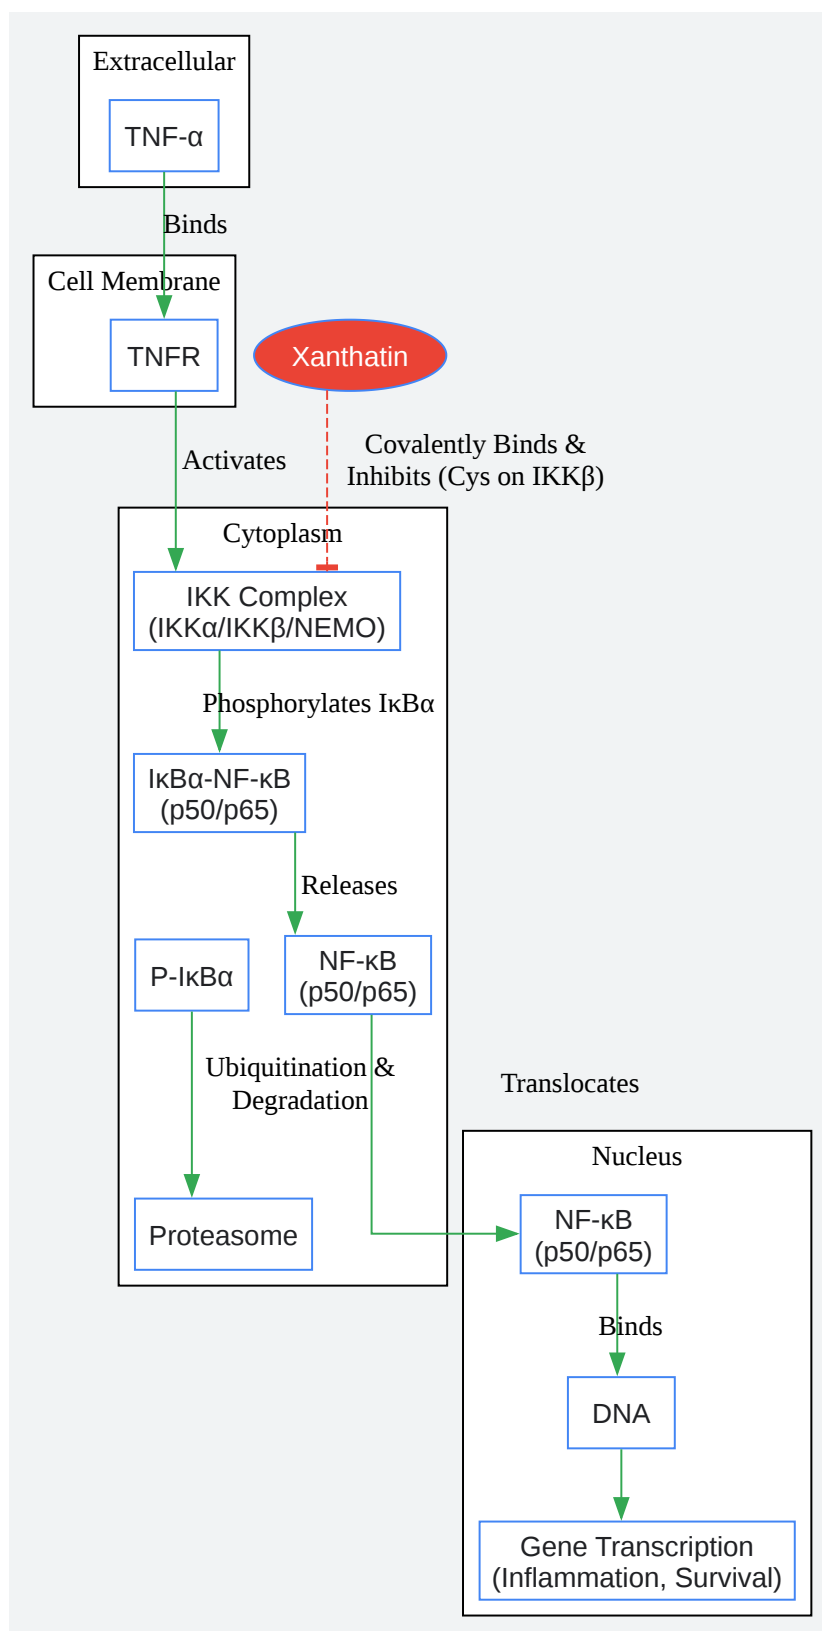 Extracellular
TNF-α
Binds
Cell Membrane
TNFR
Xanthatin
Activates
Covalently Binds &
Inhibits (Cys on IKKβ)
Cytoplasm
IKK Complex
(IKKα/IKKβ/NEMO)
Phosphorylates IκBα
IκBα-NF-κB
(p50/p65)
Releases
P-IκBα
NF-κB
(p50/p65)
Ubiquitination &
Degradation
Translocates
Proteasome
Nucleus
NF-κB
(p50/p65)
Binds
DNA
Gene Transcription
(Inflammation, Survival)